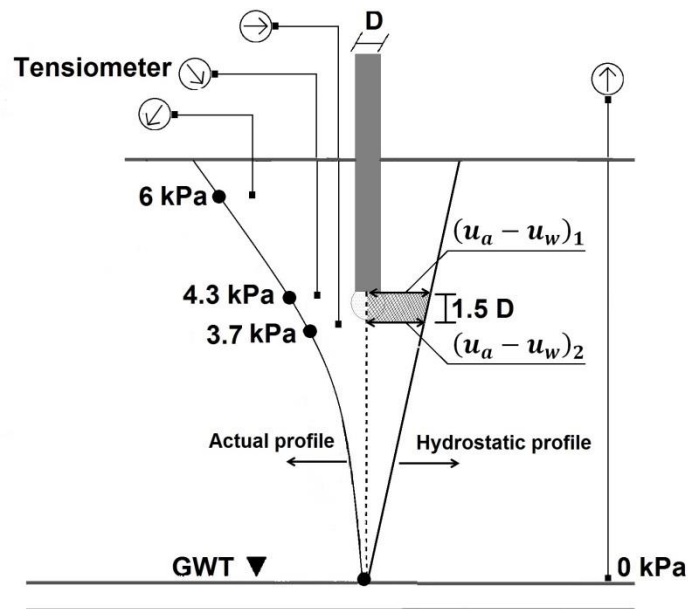 D
Tensiometer
6 kPa
(u_a − u_w)_1
4.3 kPa
1.5 D
3.7 kPa
(u_a − u_w)_2
Actual profile
Hydrostatic profile
GWT
0 kPa